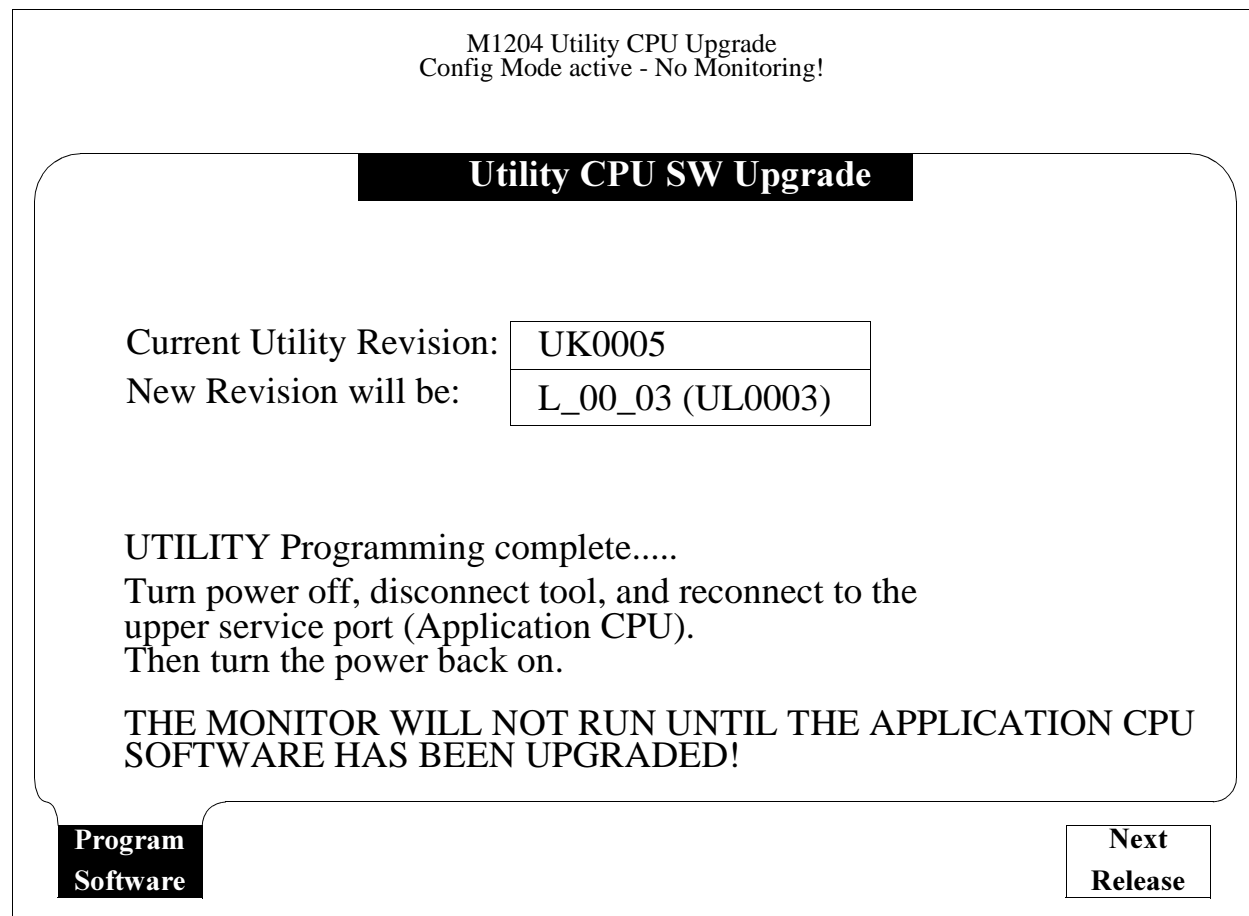 M1204 Utility CPU Upgrade
Config Mode active - No Monitoring!
Utility CPU SW Upgrade
Current Utility Revision: UK0005
New Revision will be: L_00_03 (UL0003)
UTILITY Programming complete.....
Turn power off, disconnect tool, and reconnect to the
upper service port (Application CPU).
Then turn the power back on.
THE MONITOR WILL NOT RUN UNTIL THE APPLICATION CPU
SOFTWARE HAS BEEN UPGRADED!
Program
Software
Next
Release